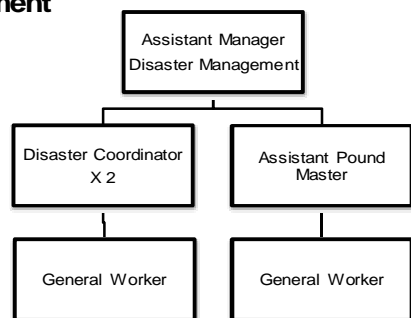 ment
Assistant Manager
Disaster Management
Disaster Coordinator
X 2
Assistant Pound
Master
General Worker
General Worker